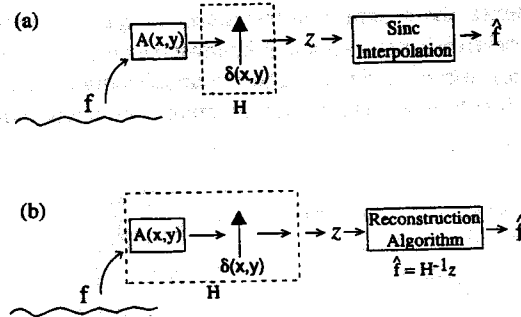 (a)
A(x,y)
δ(x,y)
H
f
z
Sinc
Interpolation
f̂
(b)
A(x,y)
δ(x,y)
H
f
z
Reconstruction
Algorithm
f̂ = H⁻¹z
f̂